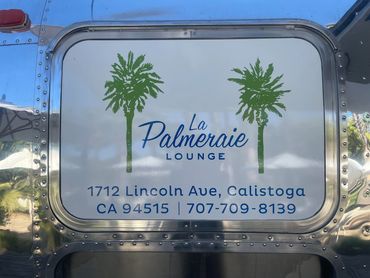 La
Palmeraie
LOUNGE
1712 Lincoln Ave, Calistoga
CA 94515 | 707-709-8139